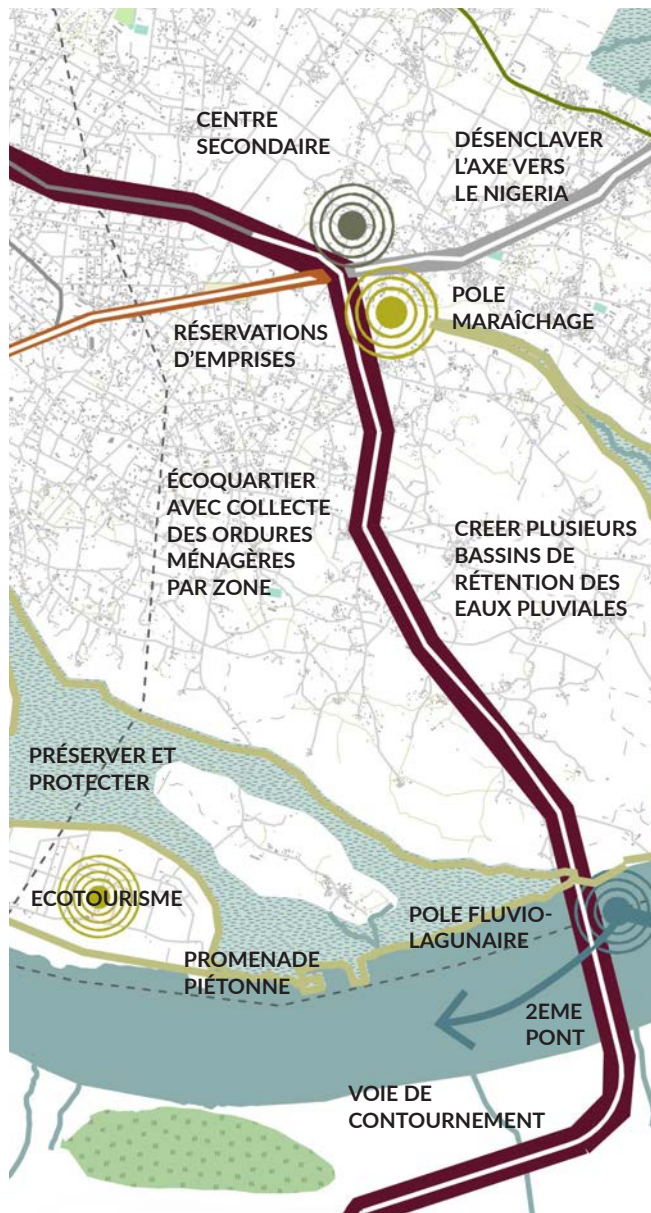 CENTRE
SECONDAIRE
DÉSENCLAVER
L'AXE VERS
LE NIGERIA
POLE
MARAÎCHAGE
RÉSERVATIONS
D'EMPRISES
ÉCOQUARTIER
AVEC COLLECTE
DES ORDURES
MÉNAGÈRES
PAR ZONE
CREER PLUSIEURS
BASSINS DE
RÉTENTION DES
EAUX PLUVIALES
PRÉSERVER ET
PROTECTER
ECOTOURISME
POLE FLUVIO-
LAGUNAIRE
PROMENADE
PIÉTONNE
2EME
PONT
VOIE DE
CONTOURNEMENT